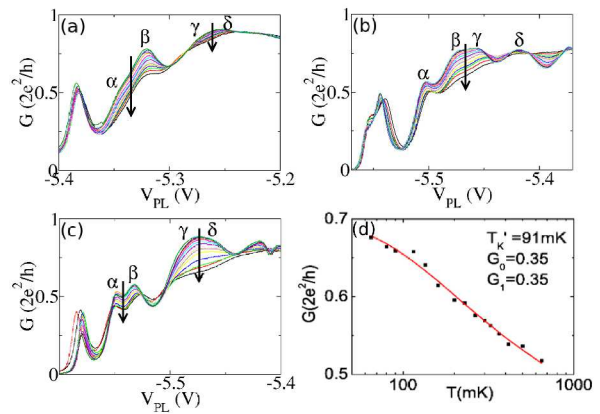 (a)
β
γ
δ
α
G (2e²/h)
1
0.5
0
-5.4
-5.3
-5.2
V_PL (V)
(b)
β
γ
δ
α
G (2e²/h)
1
0.5
0
-5.5
-5.4
V_PL (V)
(c)
γ
δ
α
β
G (2e²/h)
1
0.5
0
-5.5
V_PL (V)
(d)
T_K' =91mK
G_0=0.35
G_1=0.35
G(2e²/h)
0.7
0.6
0.5
100
1000
T(mK)